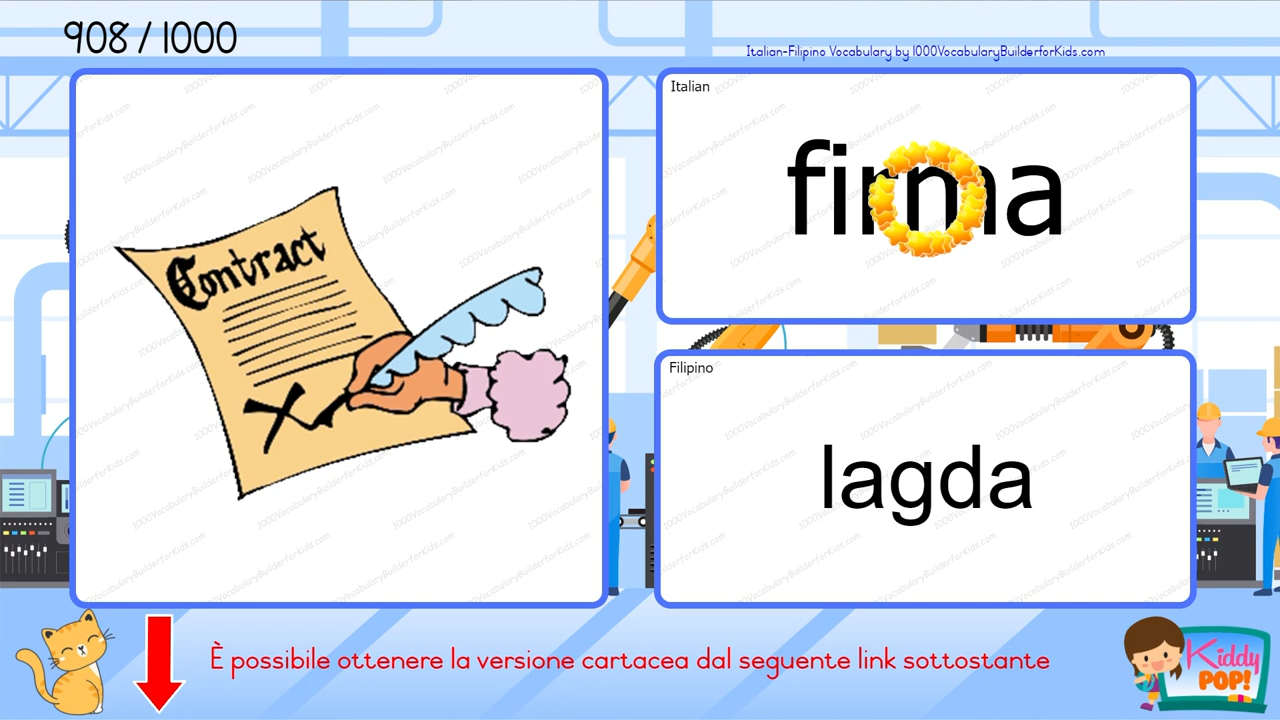 908 / 1000
Italian-Filipino Vocabulary by 1000VocabularyBuilderforKids.com
Contract
Italian
firma
Filipino
lagda
È possibile ottenere la versione cartacea dal seguente link sottostante
Kiddy
POP!